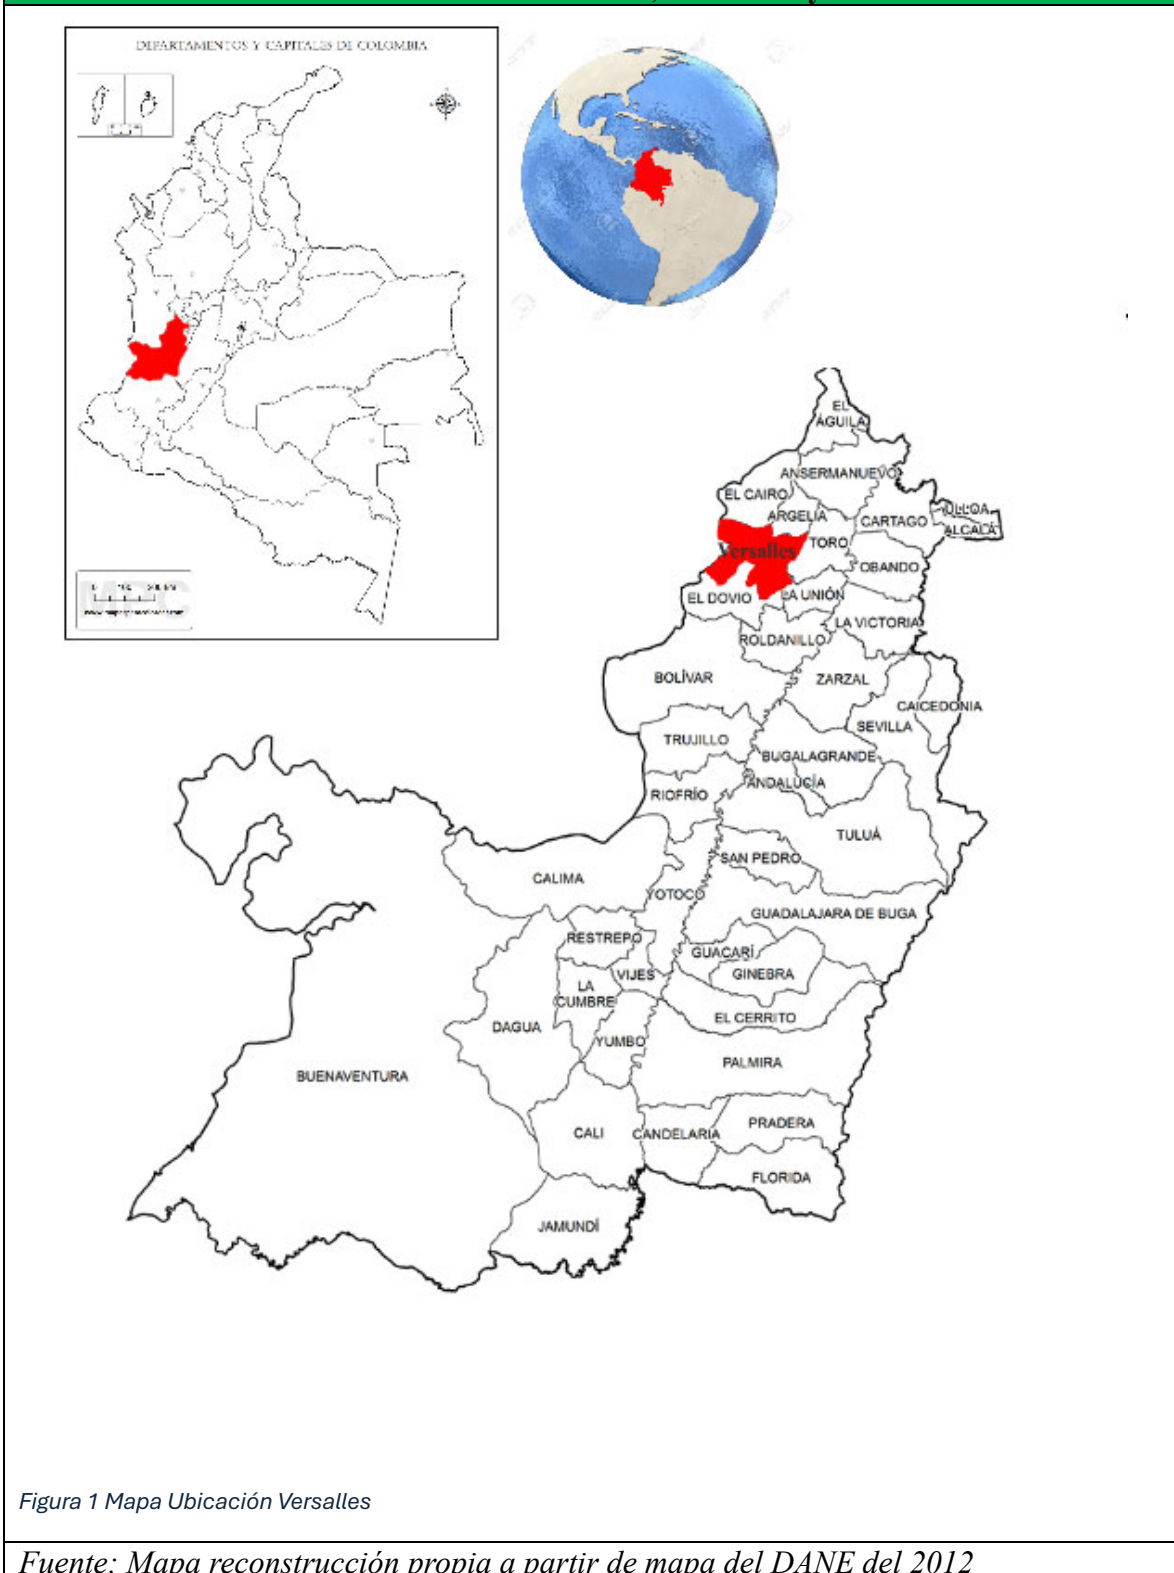 DEPARTAMENTOS Y CAPITALES DE COLOMBIA
EL
ÁGUILA
ANSERMANUEVO
EL CAIRO
ARGELIA
CARTAGO
ULLOA
ALCALÁ
Versalles
TORO
OBANDO
EL DOVIO
LA UNIÓN
LA VICTORIA
ROLDANILLO
BOLÍVAR
ZARZAL
CAICEDONIA
SEVILLA
TRUJILLO
BUGALAGRANDE
ANDALUCÍA
RIOFRÍO
TULUÁ
SAN PEDRO
CALIMA
YOTOCO
GUADALAJARA DE BUGA
RESTREPO
GUACARÍ
VIJES
GINEBRA
LA
CUMBRE
EL CERRITO
DAGUA
YUMBO
PALMIRA
BUENAVENTURA
PRADERA
CALI
CANDELARIA
FLORIDA
JAMUNDÍ
Figura 1 Mapa Ubicación Versalles
Fuente: Mapa reconstrucción propia a partir de mapa del DANE del 2012